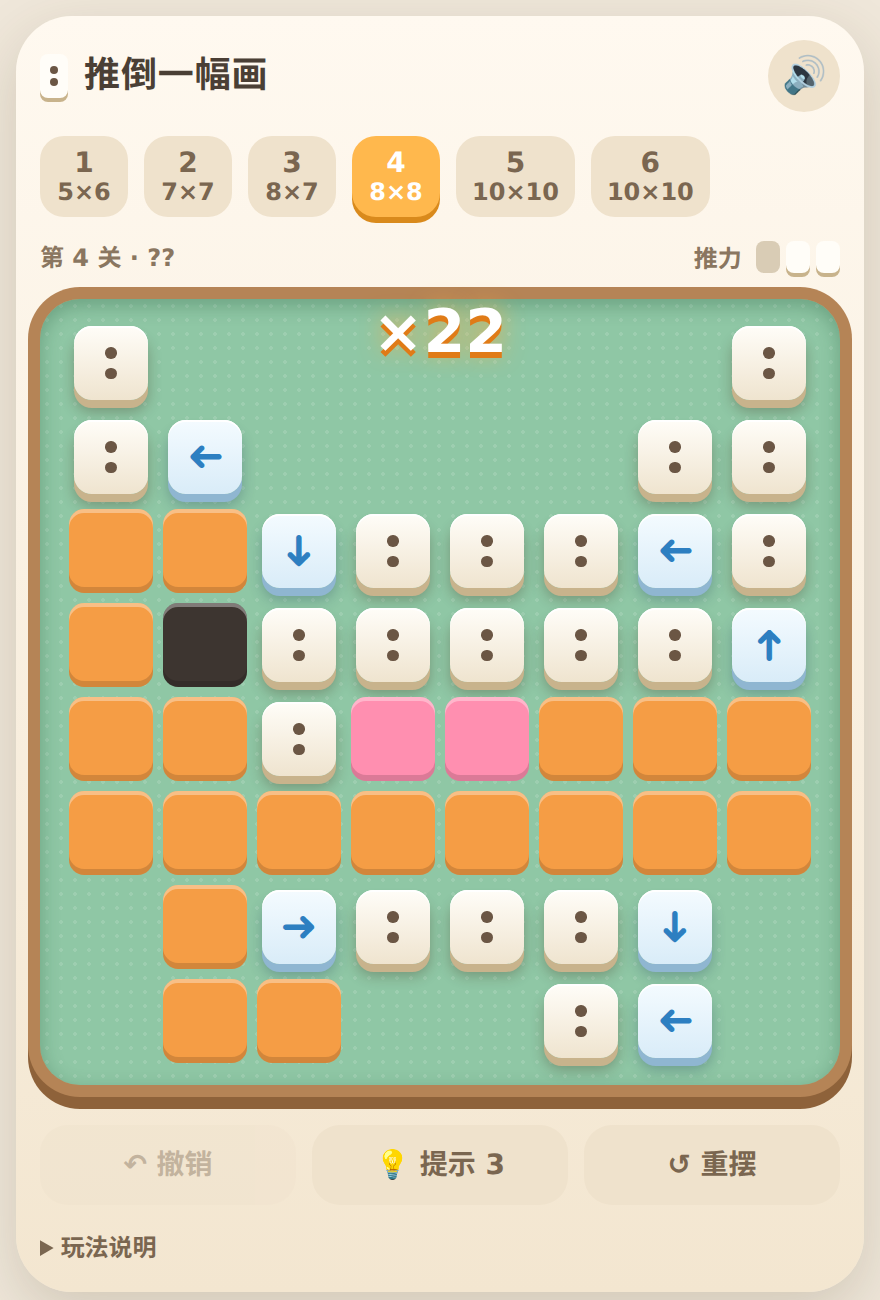 推倒一幅画
1 2 3 4 5 6
5×6 7×7 8×7 8×8 10×10 10×10
第 4 关 · ?? 推力
×22
←
↓ ←
↑
→ ↓
←
↶ 撤销 💡 提示 3 ↺ 重摆
▶ 玩法说明